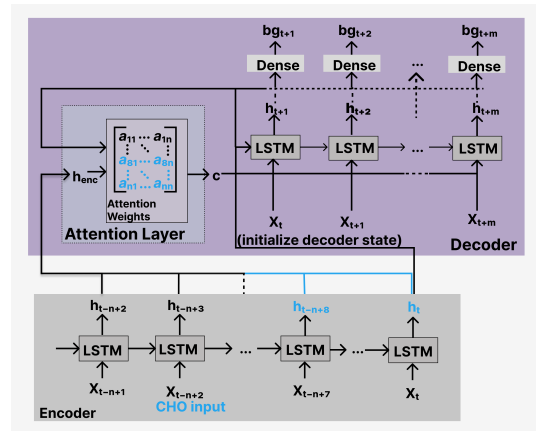 bg_{t+1} bg_{t+2} bg_{t+m}
Dense Dense ... Dense
h_{t+1} h_{t+2} h_{t+m}
LSTM LSTM ... LSTM
a_{11} ... a_{1n}
a_{81} ... a_{8n}
a_{n1} ... a_{nn}
h_{enc}
Attention
Weights
Attention Layer
c
X_t X_{t+1} X_{t+m}
(initialize decoder state)
Decoder
h_{t-n+2} h_{t-n+3} h_{t-n+8} h_t
LSTM LSTM ... LSTM ... LSTM
X_{t-n+1} X_{t-n+2} X_{t-n+7} X_t
CHO input
Encoder